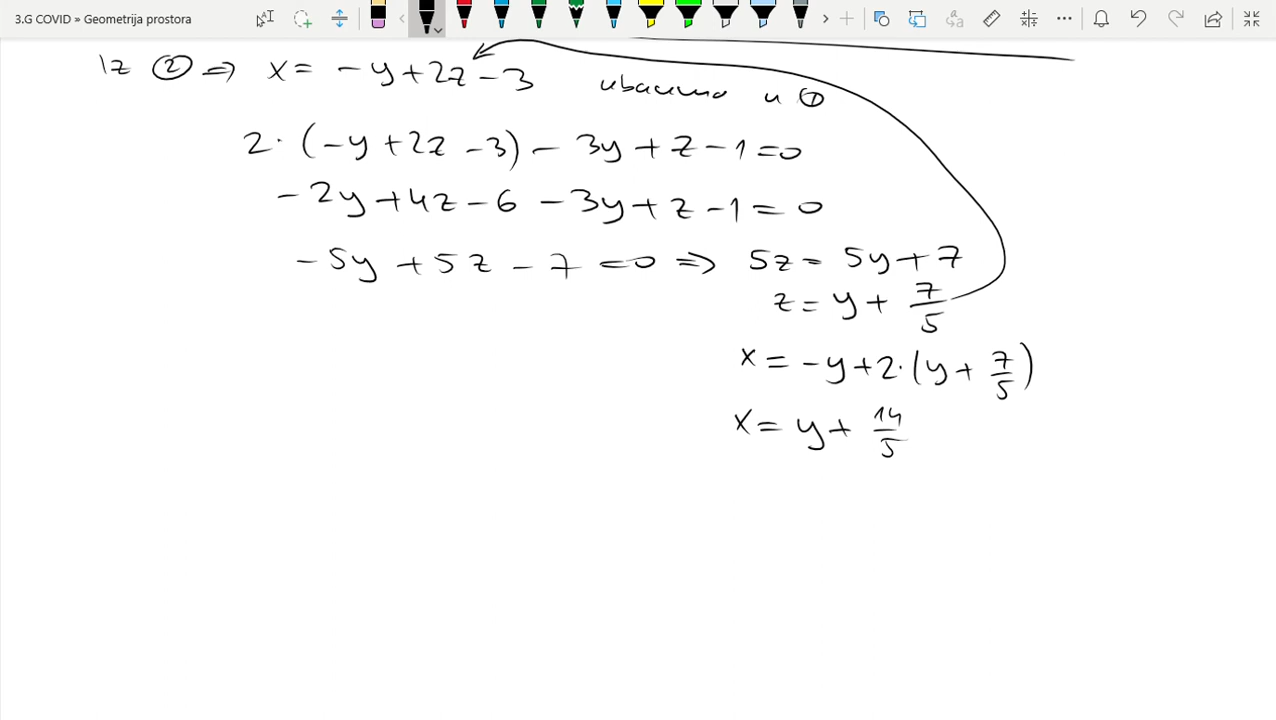 3.G COVID » Geometrija prostora
Iz ② ⇒ x = -y + 2z - 3 u ①
2·(-y + 2z - 3) - 3y + z - 1 = 0
-2y + 4z - 6 - 3y + z - 1 = 0
-5y + 5z - 7 = 0 ⇒ 5z = 5y + 7
z = y + 7/5
x = -y + 2·(y + 7/5)
x = y + 14/5